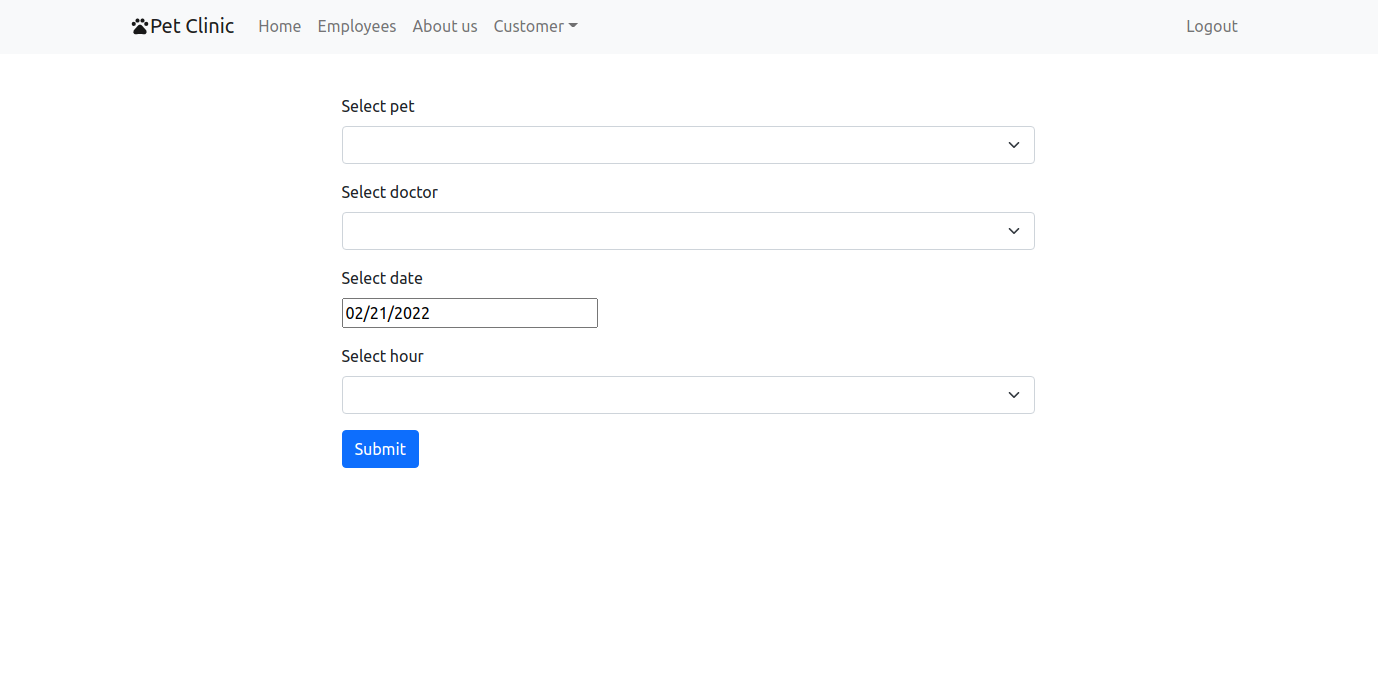 Pet Clinic Home Employees About us Customer Logout
Select pet
Select doctor
Select date
02/21/2022
Select hour
Submit